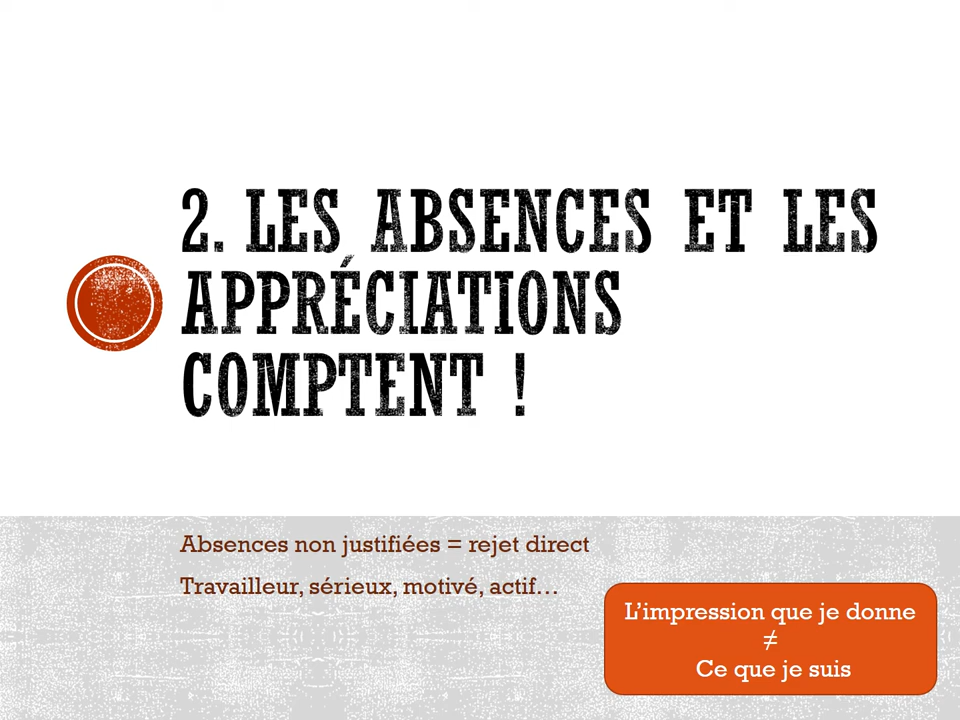 2. LES ABSENCES ET LES
APPRÉCIATIONS
COMPTENT !
Absences non justifiées = rejet direct
Travailleur, sérieux, motivé, actif…
L’impression que je donne
≠
Ce que je suis